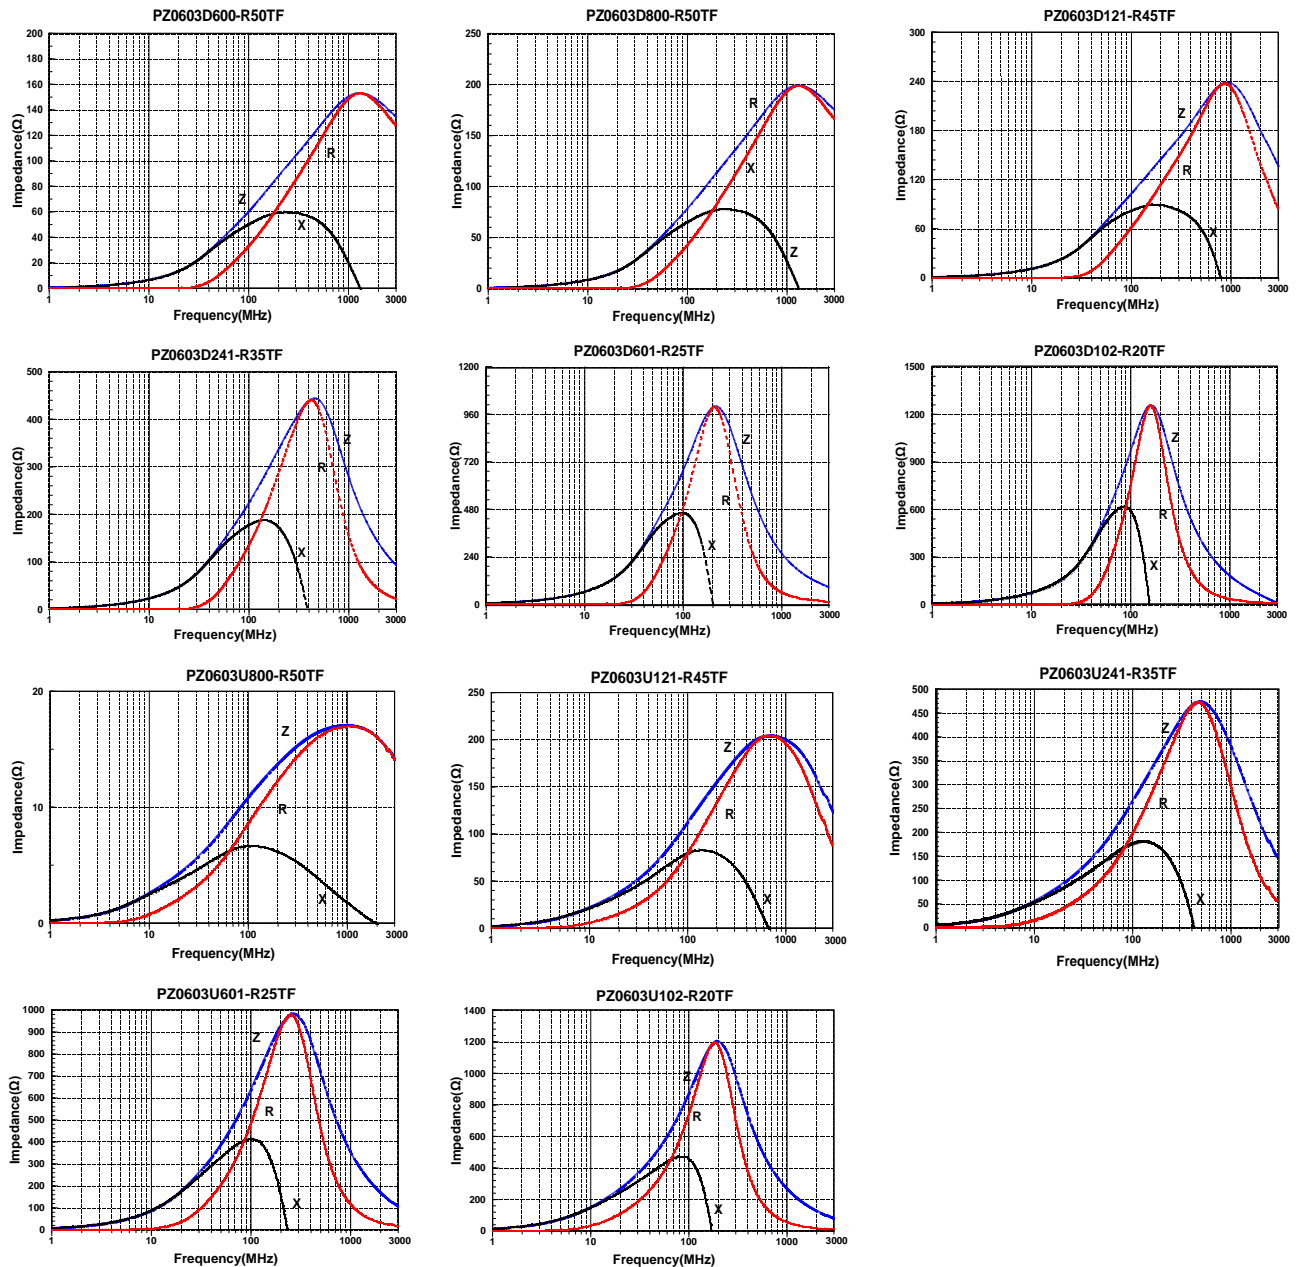 PZ0603D600-R50TF
PZ0603D800-R50TF
PZ0603D121-R45TF
200
180
160
140
120
100
80
60
40
20
0
Impedance(Ω)
Z
R
X
1
10
100
1000
3000
Frequency(MHz)
250
200
150
100
50
0
Impedance(Ω)
R
X
Z
1
10
100
1000
3000
Frequency(MHz)
300
240
180
120
60
0
Impedance(Ω)
Z
R
X
1
10
100
1000
3000
Frequency(MHz)
PZ0603D241-R35TF
PZ0603D601-R25TF
PZ0603D102-R20TF
500
400
300
200
100
0
Impedance(Ω)
Z
R
X
1
10
100
1000
3000
Frequency(MHz)
1200
960
720
480
240
0
Impedance(Ω)
Z
R
X
1
10
100
1000
3000
Frequency(MHz)
1500
1200
900
600
300
0
Impedance(Ω)
Z
R
X
1
10
100
1000
3000
Frequency(MHz)
PZ0603U800-R50TF
PZ0603U121-R45TF
PZ0603U241-R35TF
20
10
0
Impedance(Ω)
Z
R
X
1
10
100
1000
3000
Frequency(MHz)
250
200
150
100
50
0
Impedance(Ω)
Z
R
X
1
10
100
1000
3000
Frequency(MHz)
500
450
400
350
300
250
200
150
100
50
0
Impedance(Ω)
Z
R
X
1
10
100
1000
3000
Frequency(MHz)
PZ0603U601-R25TF
PZ0603U102-R20TF
1000
900
800
700
600
500
400
300
200
100
0
Impedance(Ω)
Z
R
X
1
10
100
1000
3000
Frequency(MHz)
1400
1200
1000
800
600
400
200
0
Impedance(Ω)
Z
R
X
1
10
100
1000
3000
Frequency(MHz)